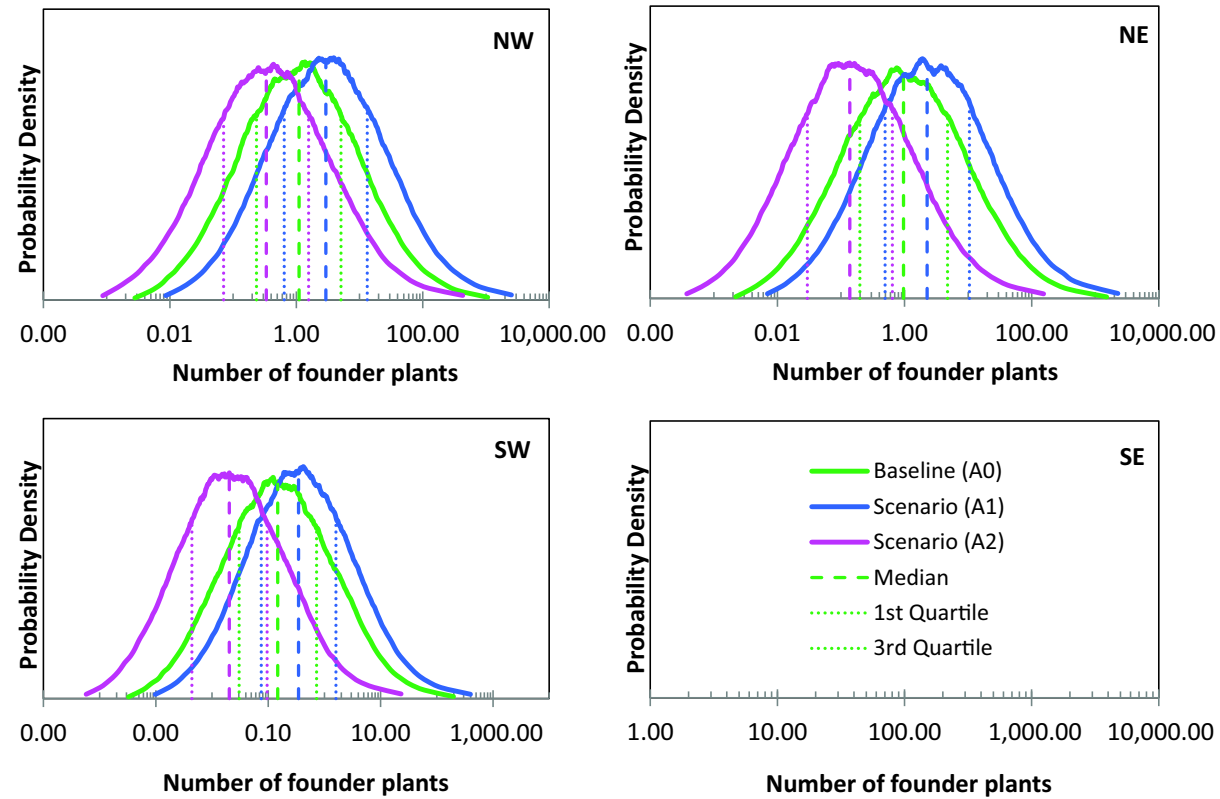 NW
Probability Density
0.00 0.01 1.00 100.00 10,000.00
Number of founder plants
NE
Probability Density
0.00 0.01 1.00 100.00 10,000.00
Number of founder plants
SW
Probability Density
0.00 0.00 0.10 10.00 1,000.00
Number of founder plants
SE
Probability Density
Baseline (A0)
Scenario (A1)
Scenario (A2)
Median
1st Quartile
3rd Quartile
1.00 10.00 100.00 1,000.00 10,000.00
Number of founder plants